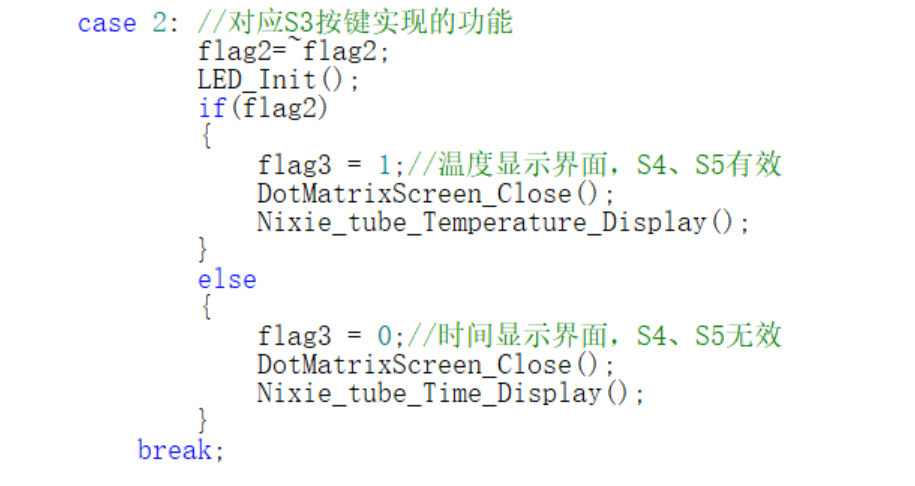 case 2: //对应S3按键实现的功能
flag2=~flag2;
LED_Init();
if(flag2)
{
flag3 = 1;//温度显示界面，S4、S5有效
DotMatrixScreen_Close();
Nixie_tube_Temperature_Display();
}
else
{
flag3 = 0;//时间显示界面，S4、S5无效
DotMatrixScreen_Close();
Nixie_tube_Time_Display();
}
break;